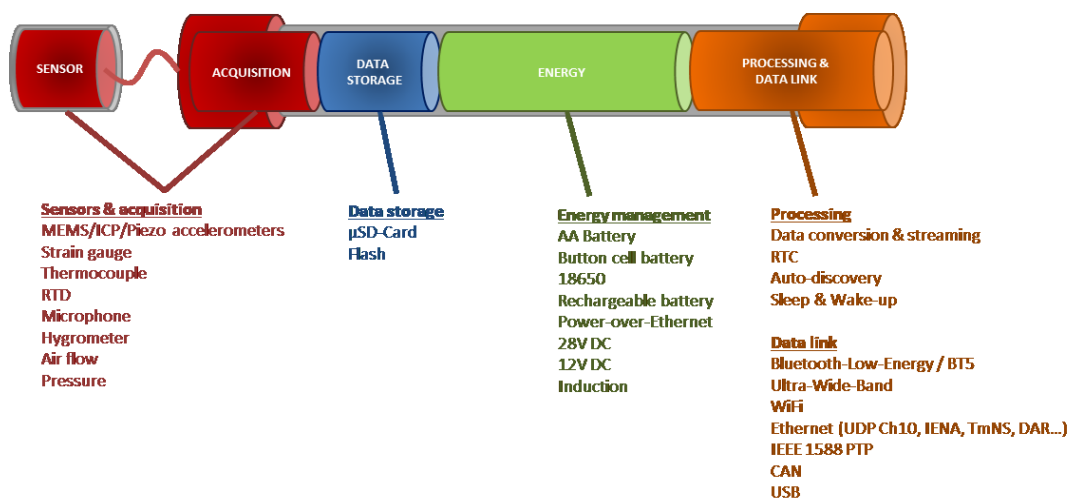 SENSOR
ACQUISITION
DATA
STORAGE
ENERGY
PROCESSING &
DATA LINK
Sensors & acquisition
MEMS/ICP/Piezo accelerometers
Strain gauge
Thermocouple
RTD
Microphone
Hygrometer
Air flow
Pressure
Data storage
µSD-Card
Flash
Energy management
AA Battery
Button cell battery
18650
Rechargeable battery
Power-over-Ethernet
28V DC
12V DC
Induction
Processing
Data conversion & streaming
RTC
Auto-discovery
Sleep & Wake-up
Data link
Bluetooth-Low-Energy / BT5
Ultra-Wide-Band
WiFi
Ethernet (UDP Ch10, IENA, TmNS, DAR...)
IEEE 1588 PTP
CAN
USB